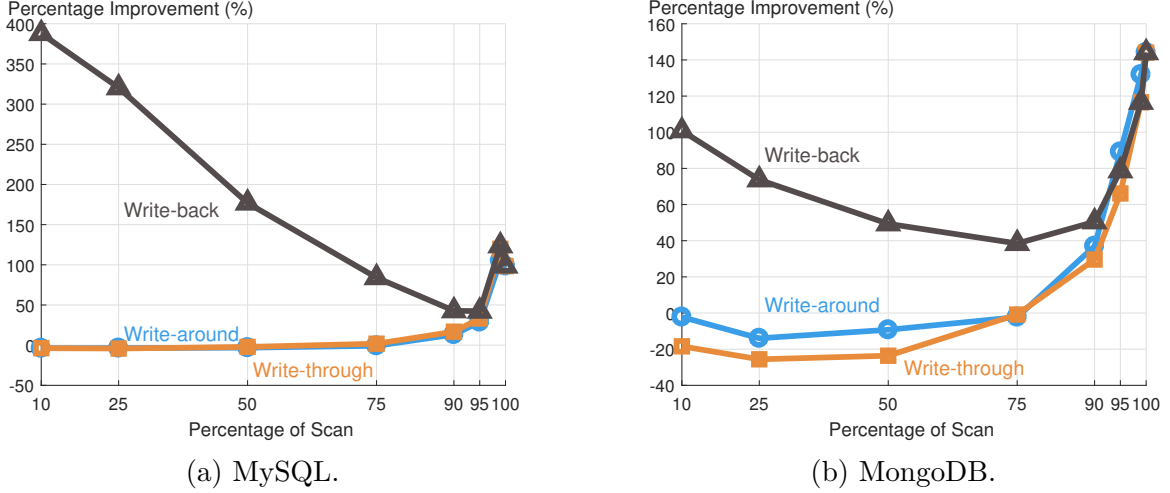 Percentage Improvement (%)
400
350
300
250
200
150
100
50
0
-50
Write-back
Write-around
Write-through
10 25 50 75 90 95 100
Percentage of Scan
(a) MySQL.
Percentage Improvement (%)
160
140
120
100
80
60
40
20
0
-20
-40
Write-back
Write-around
Write-through
10 25 50 75 90 95 100
Percentage of Scan
(b) MongoDB.